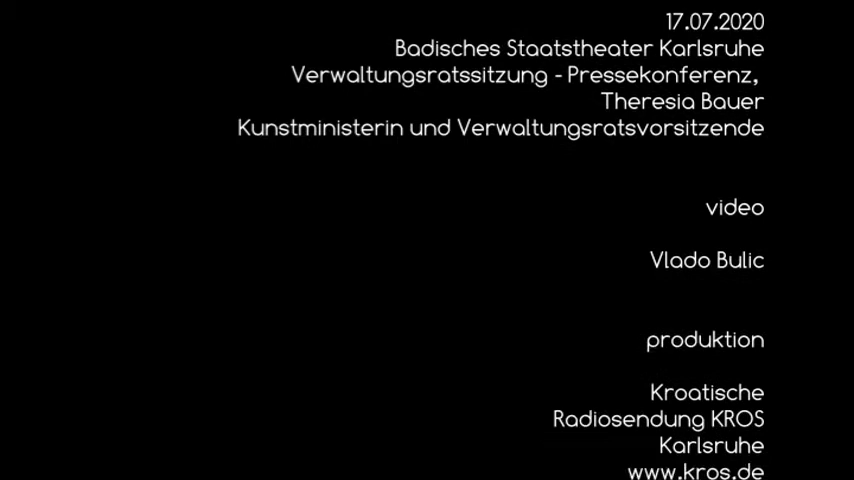 17.07.2020
Badisches Staatstheater Karlsruhe
Verwaltungsratssitzung - Pressekonferenz,
Theresia Bauer
Kunstministerin und Verwaltungsratsvorsitzende
video
Vlado Bulic
produktion
Kroatische
Radiosendung KROS
Karlsruhe
www.kros.de